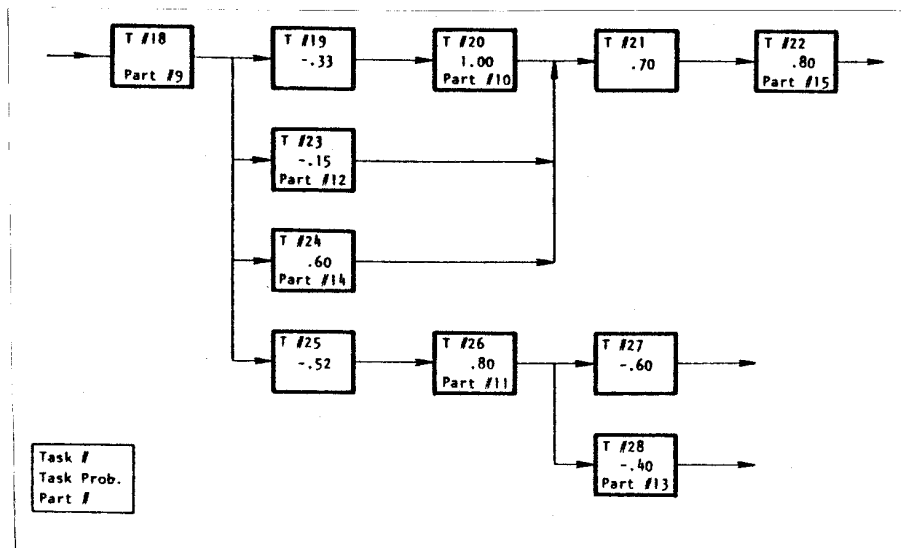 T #18
Part #9
T #19
-.33
T #20
1.00
Part #10
T #21
.70
T #22
.80
Part #15
T #23
-.15
Part #12
T #24
.60
Part #14
T #25
-.52
T #26
.80
Part #11
T #27
-.60
T #28
-.40
Part #13
Task #
Task Prob.
Part #